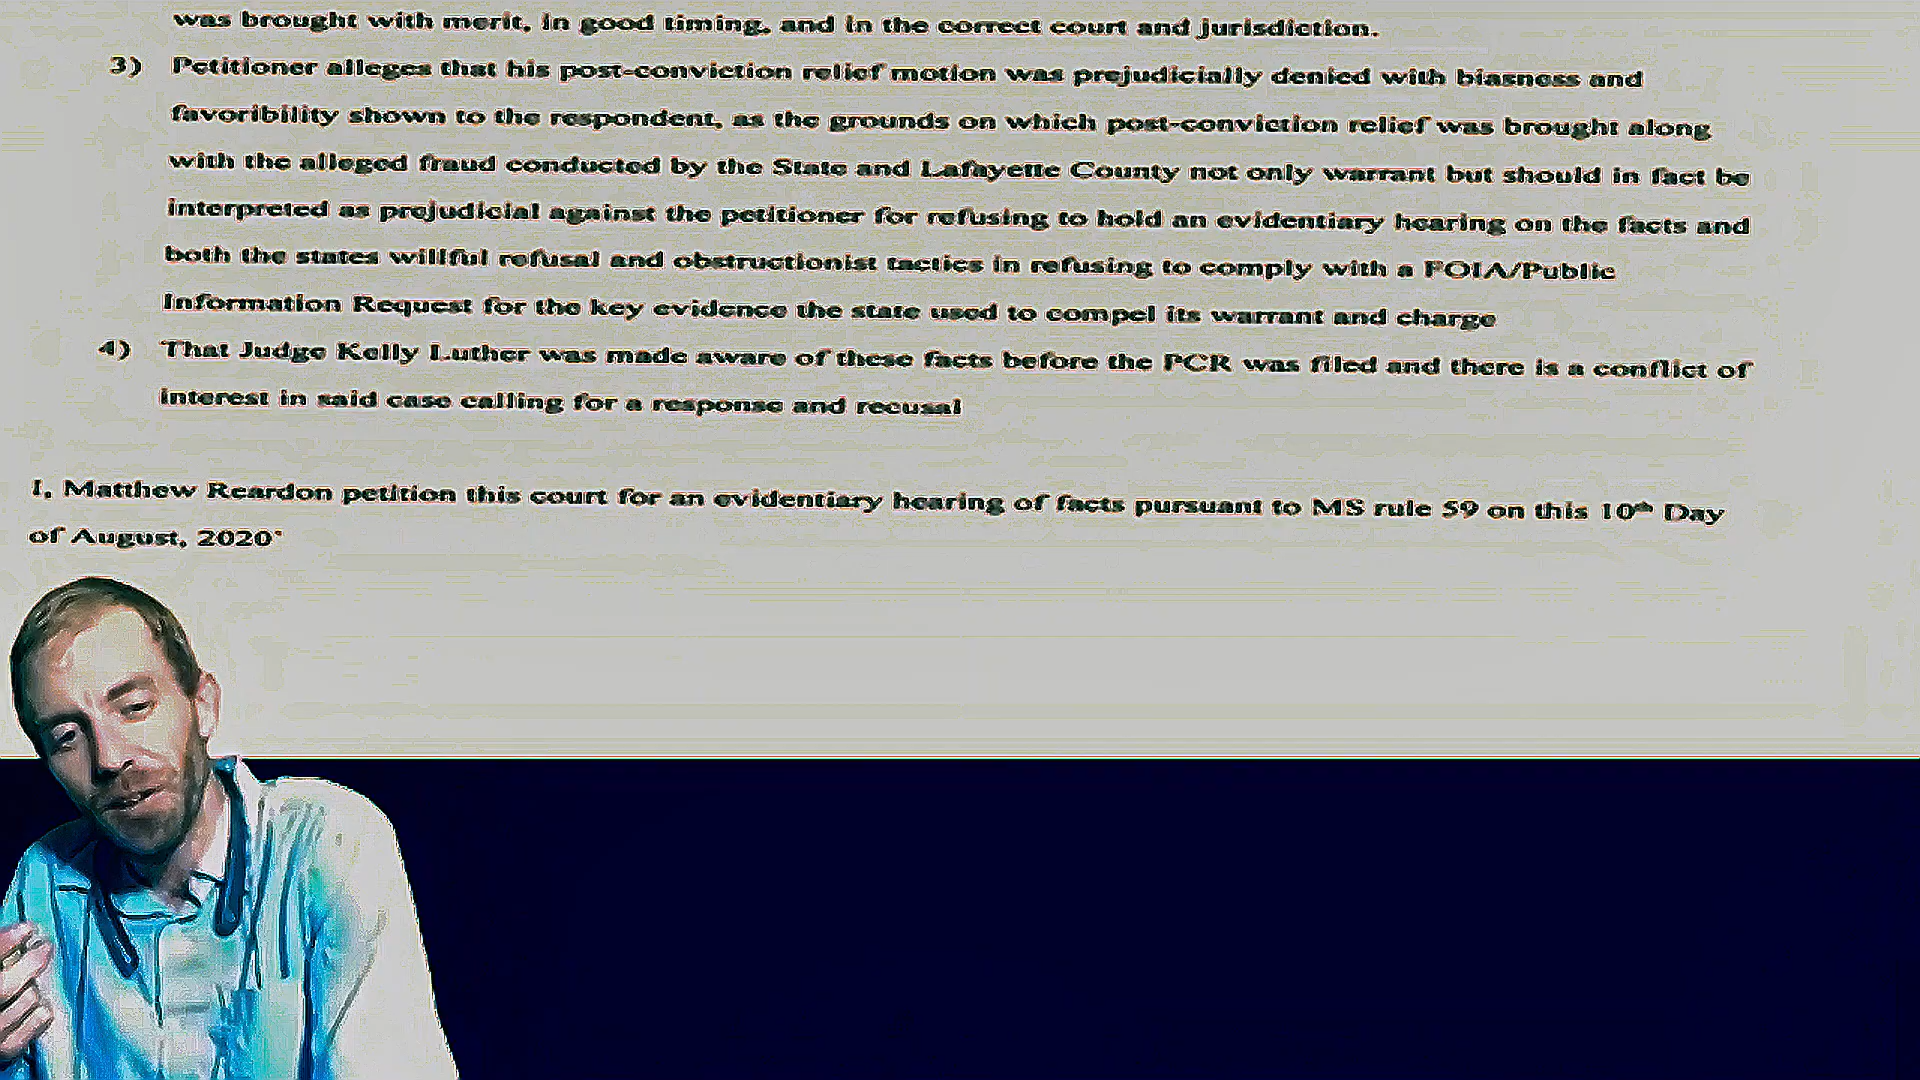 was brought with merit, in good timing, and in the correct court and jurisdiction.
3) Petitioner alleges that his post-conviction relief motion was prejudicially denied with biasness and
favoribility shown to the respondent, as the grounds on which post-conviction relief was brought along
with the alleged fraud conducted by the State and Lafayette County not only warrant but should in fact be
interpreted as prejudicial against the petitioner for refusing to hold an evidentiary hearing on the facts and
both the states willful refusal and obstructionist tactics in refusing to comply with a FOIA/Public
Information Request for the key evidence the state used to compel its warrant and charge
4) That Judge Kelly Luther was made aware of these facts before the PCR was filed and there is a conflict of
interest in said case calling for a response and recusal
I, Matthew Reardon petition this court for an evidentiary hearing of facts pursuant to MS rule 59 on this 10th Day
of August, 2020